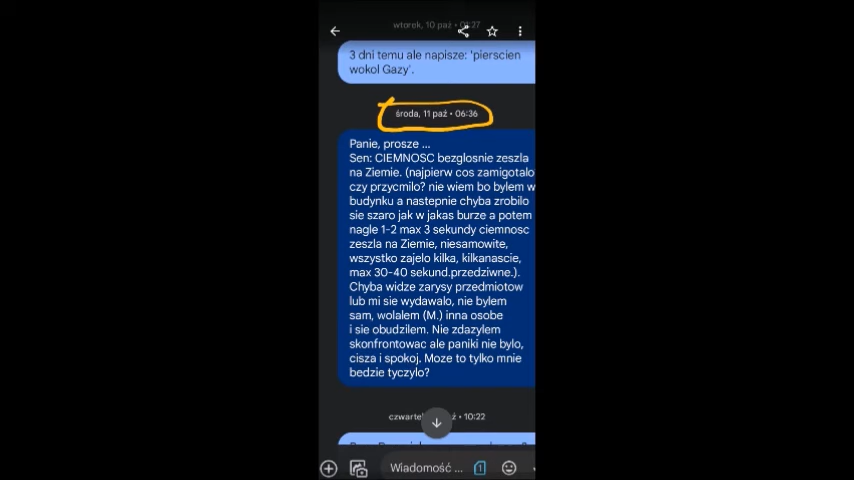 wtorek, 10 paź • 01:27
3 dni temu ale napisze: 'pierscien
wokol Gazy'.
środa, 11 paź • 06:36
Panie, prosze ...
Sen: CIEMNOSC bezglosnie zeszla
na Ziemie. (najpierw cos zamigotalo
czy przycmilo? nie wiem bo bylem w
budynku a nastepnie chyba zrobilo
sie szaro jak w jakas burze a potem
nagle 1-2 max 3 sekundy ciemnosc
zeszla na Ziemie, niesamowite,
wszystko zajelo kilka, kilkanascie,
max 30-40 sekund.przedziwne.).
Chyba widze zarysy przedmiotow
lub mi sie wydawalo, nie bylem
sam, wolalem (M.) inna osobe
i sie obudzilem. Nie zdazylem
skonfrontowac ale paniki nie bylo,
cisza i spokoj. Moze to tylko mnie
bedzie tyczylo?
10:22
Wiadomość ... 1